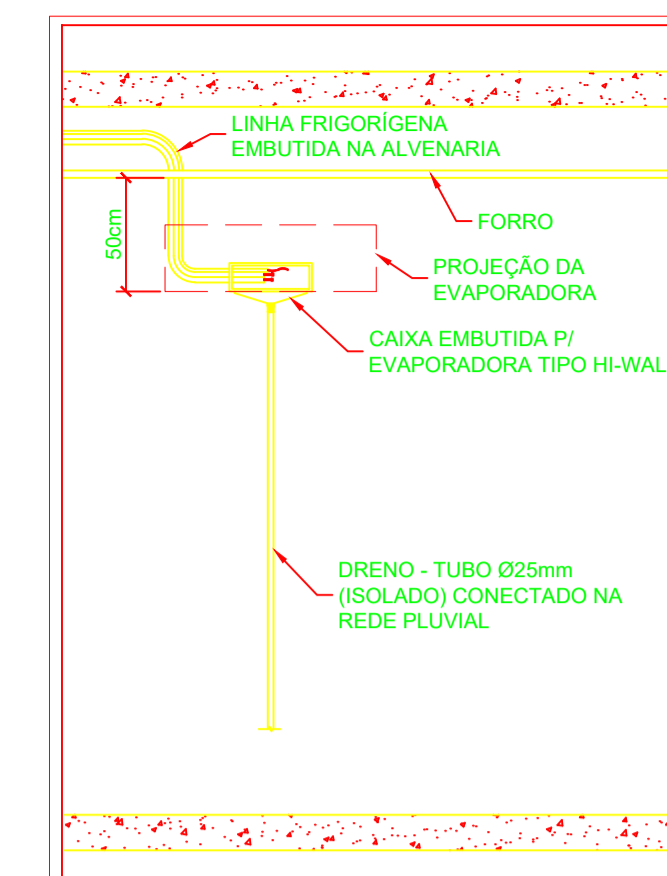 LINHA FRIGORÍGENA
EMBUTIDA NA ALVENARIA
50cm
FORRO
PROJEÇÃO DA
EVAPORADORA
CAIXA EMBUTIDA P/
EVAPORADORA TIPO HI-WAL
DRENO - TUBO Ø25mm
(ISOLADO) CONECTADO NA
REDE PLUVIAL